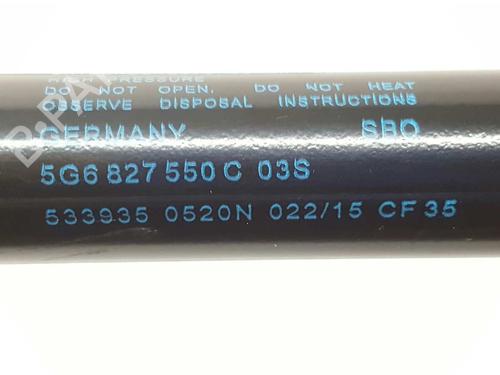 HIGH PRESSURE
DO NOT OPEN. DO NOT HEAT
OBSERVE DISPOSAL INSTRUCTIONS
GERMANY SBO
5G6 827 550 C 03S
533935 0520N 022/15 CF 35